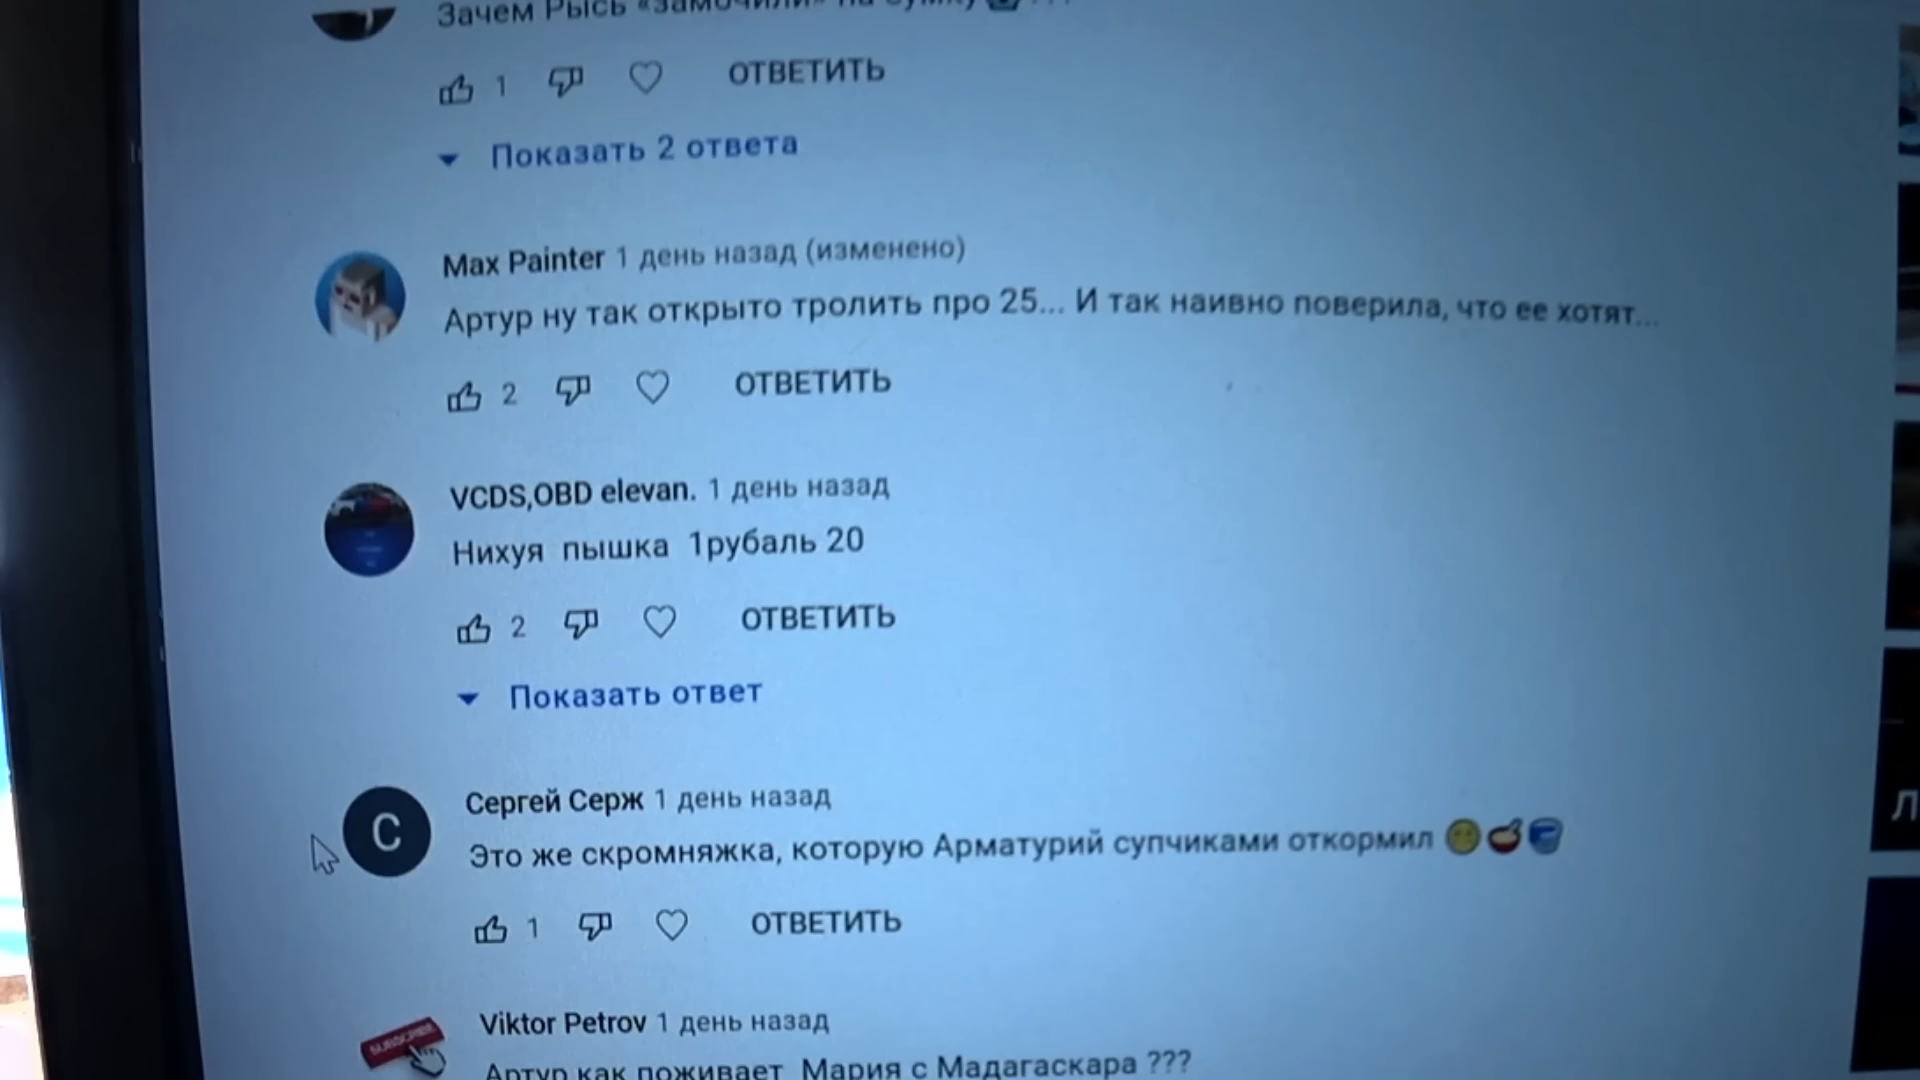 Зачем Рысь «замочили» на сумку ???
1 ОТВЕТИТЬ
Показать 2 ответа
Max Painter 1 день назад (изменено)
Артур ну так открыто тролить про 25... И так наивно поверила, что ее хотят...
2 ОТВЕТИТЬ
VCDS,OBD elevan. 1 день назад
Нихуя пышка 1рубаль 20
2 ОТВЕТИТЬ
Показать ответ
С
Сергей Серж 1 день назад
Это же скромняжка, которую Арматурий супчиками откормил
1 ОТВЕТИТЬ
SUBSCRIBE
Viktor Petrov 1 день назад
Артур как поживает Мария с Мадагаскара ???
Л